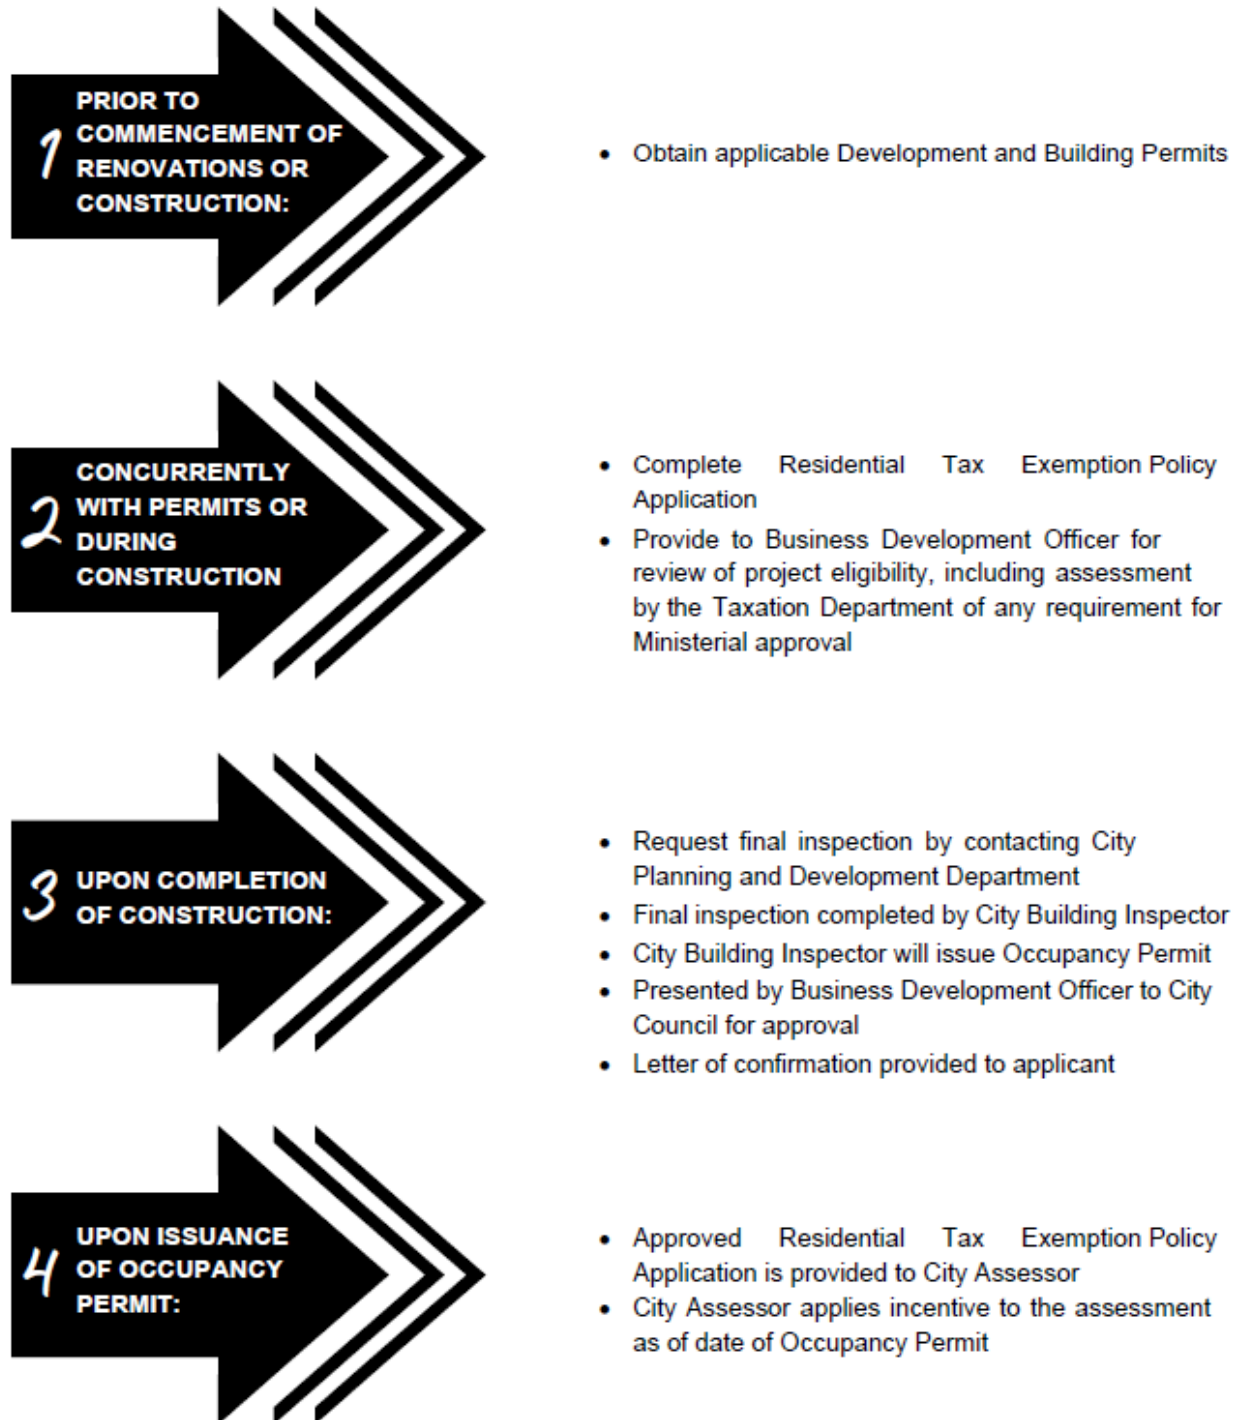 1
PRIOR TO
COMMENCEMENT OF
RENOVATIONS OR
CONSTRUCTION:
• Obtain applicable Development and Building Permits
2
CONCURRENTLY
WITH PERMITS OR
DURING
CONSTRUCTION
• Complete Residential Tax Exemption Policy
Application
• Provide to Business Development Officer for
review of project eligibility, including assessment
by the Taxation Department of any requirement for
Ministerial approval
3
UPON COMPLETION
OF CONSTRUCTION:
• Request final inspection by contacting City
Planning and Development Department
• Final inspection completed by City Building Inspector
• City Building Inspector will issue Occupancy Permit
• Presented by Business Development Officer to City
Council for approval
• Letter of confirmation provided to applicant
4
UPON ISSUANCE
OF OCCUPANCY
PERMIT:
• Approved Residential Tax Exemption Policy
Application is provided to City Assessor
• City Assessor applies incentive to the assessment
as of date of Occupancy Permit